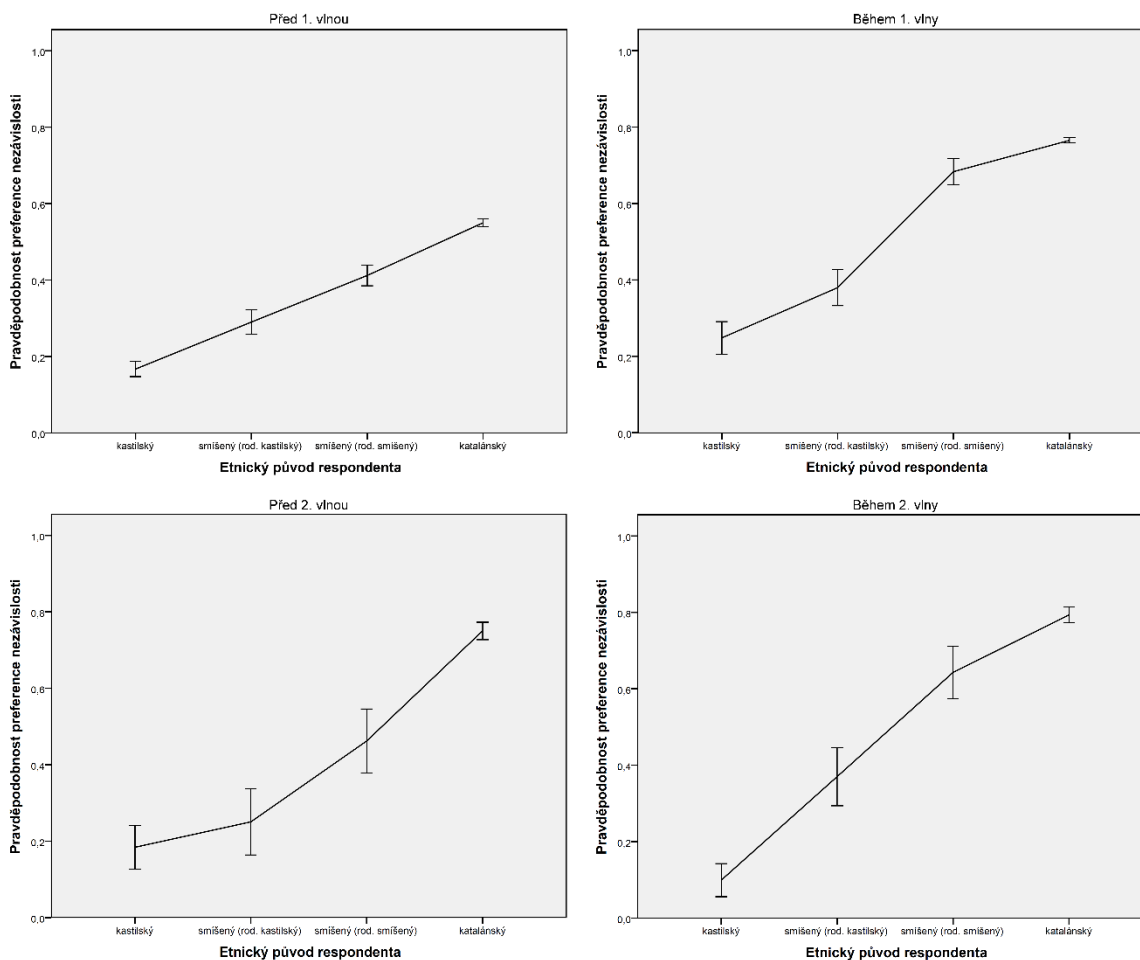 Před 1. vlnou
Pravděpodobnost preference nezávislosti
1,0
0,8
0,6
0,4
0,2
0,0
kastilský
smíšený (rod. kastilský)
smíšený (rod. smíšený)
katalánský
Etnický původ respondenta
Během 1. vlny
Pravděpodobnost preference nezávislosti
1,0
0,8
0,6
0,4
0,2
0,0
kastilský
smíšený (rod. kastilský)
smíšený (rod. smíšený)
katalánský
Etnický původ respondenta
Před 2. vlnou
Pravděpodobnost preference nezávislosti
1,0
0,8
0,6
0,4
0,2
0,0
kastilský
smíšený (rod. kastilský)
smíšený (rod. smíšený)
katalánský
Etnický původ respondenta
Během 2. vlny
Pravděpodobnost preference nezávislosti
1,0
0,8
0,6
0,4
0,2
0,0
kastilský
smíšený (rod. kastilský)
smíšený (rod. smíšený)
katalánský
Etnický původ respondenta